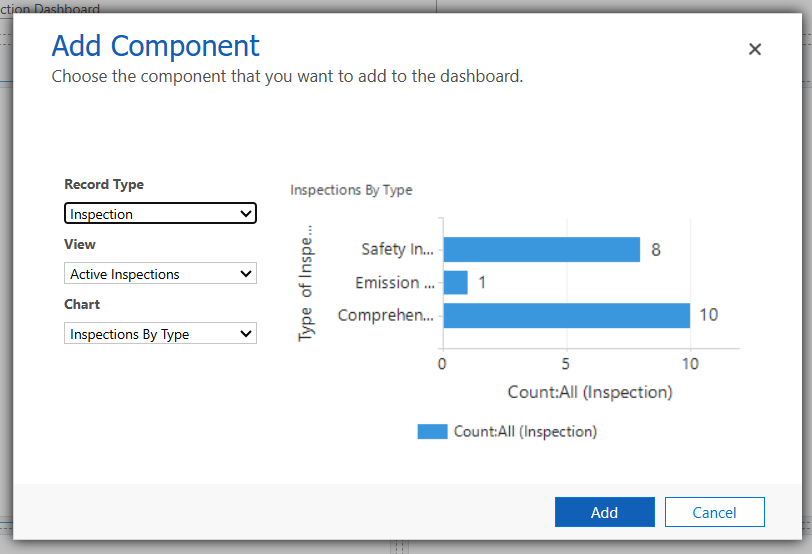 ction Dashboard
Add Component
Choose the component that you want to add to the dashboard.
Record Type
Inspection
View
Active Inspections
Chart
Inspections By Type
Inspections By Type
Type of Inspe...
Safety In... 8
Emission ... 1
Comprehen... 10
0 5 10
Count:All (Inspection)
Count:All (Inspection)
Add Cancel